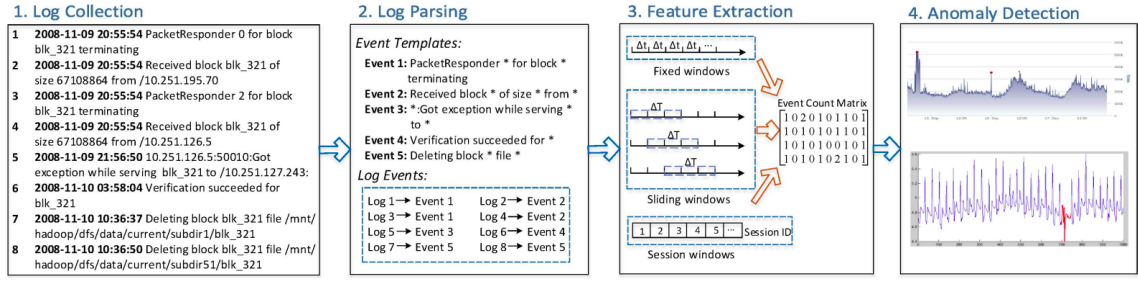 1. Log Collection
1 2008-11-09 20:55:54 PacketResponder 0 for block
blk_321 terminating
2 2008-11-09 20:55:54 Received block blk_321 of
size 67108864 from /10.251.195.70
3 2008-11-09 20:55:54 PacketResponder 2 for block
blk_321 terminating
4 2008-11-09 20:55:54 Received block blk_321 of
size 67108864 from /10.251.126.5
5 2008-11-09 21:56:50 10.251.126.5:50010:Got
exception while serving blk_321 to /10.251.127.243:
6 2008-11-10 03:58:04 Verification succeeded for
blk_321
7 2008-11-10 10:36:37 Deleting block blk_321 file /mnt/
hadoop/dfs/data/current/subdir1/blk_321
8 2008-11-10 10:36:50 Deleting block blk_321 file /mnt/
hadoop/dfs/data/current/subdir51/blk_321
2. Log Parsing
Event Templates:
Event 1: PacketResponder * for block *
terminating
Event 2: Received block * of size * from *
Event 3: *:Got exception while serving *
to *
Event 4: Verification succeeded for *
Event 5: Deleting block * file *
Log Events:
Log 1→ Event 1 Log 2→ Event 2
Log 3→ Event 1 Log 4→ Event 2
Log 5→ Event 3 Log 6→ Event 4
Log 7→ Event 5 Log 8→ Event 5
3. Feature Extraction
Δt Δt Δt Δt ...
Fixed windows
ΔT
ΔT
ΔT
Sliding windows
1 2 3 4 5 ... Session ID
Session windows
Event Count Matrix
1 0 2 0 1 0 1 1 0 1
1 0 1 0 1 0 1 1 0 1
1 0 1 0 1 0 1 0 0 1
1 0 1 0 1 0 2 1 0 1
4. Anomaly Detection